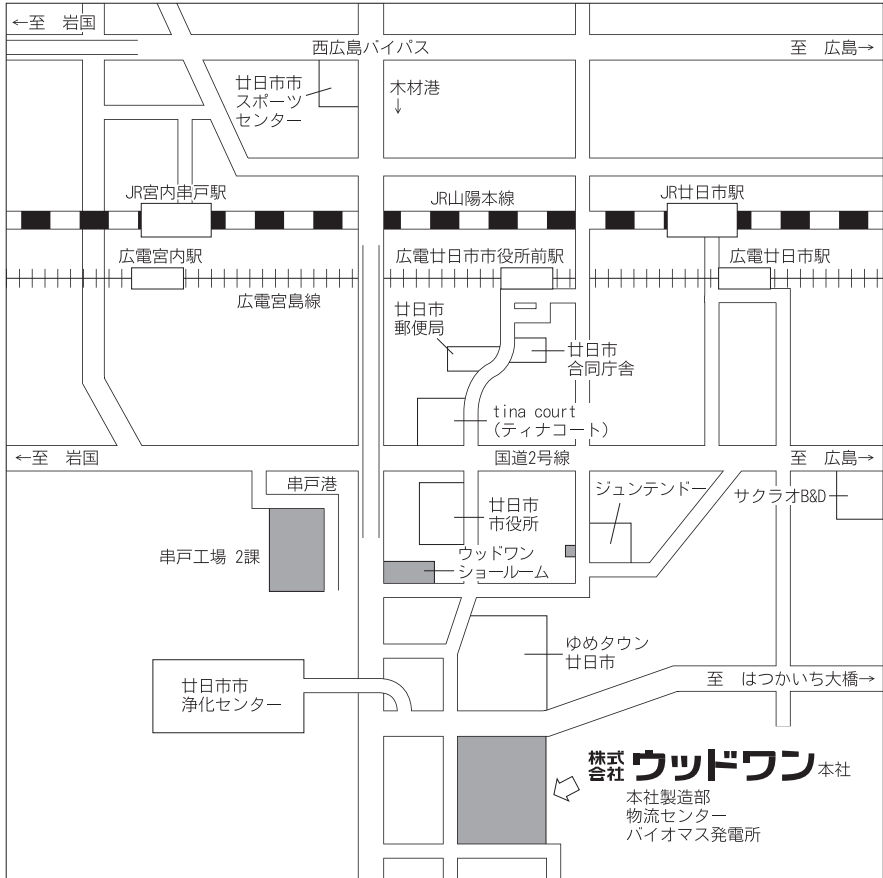 ←至 岩国
西広島バイパス
至 広島→
廿日市市
スポーツ
センター
木材港
↓
JR宮内串戸駅
JR山陽本線
JR廿日市駅
広電宮内駅
広電廿日市市役所前駅
広電廿日市駅
広電宮島線
廿日市
郵便局
廿日市
合同庁舎
tina court
(ティナコート)
←至 岩国
国道2号線
至 広島→
串戸港
廿日市
市役所
ジュンテンドー
サクラオB&D
串戸工場 2課
ウッドワン
ショールーム
ゆめタウン
廿日市
廿日市市
浄化センター
至 はつかいち大橋→
株式会社 ウッドワン 本社
本社製造部
物流センター
バイオマス発電所